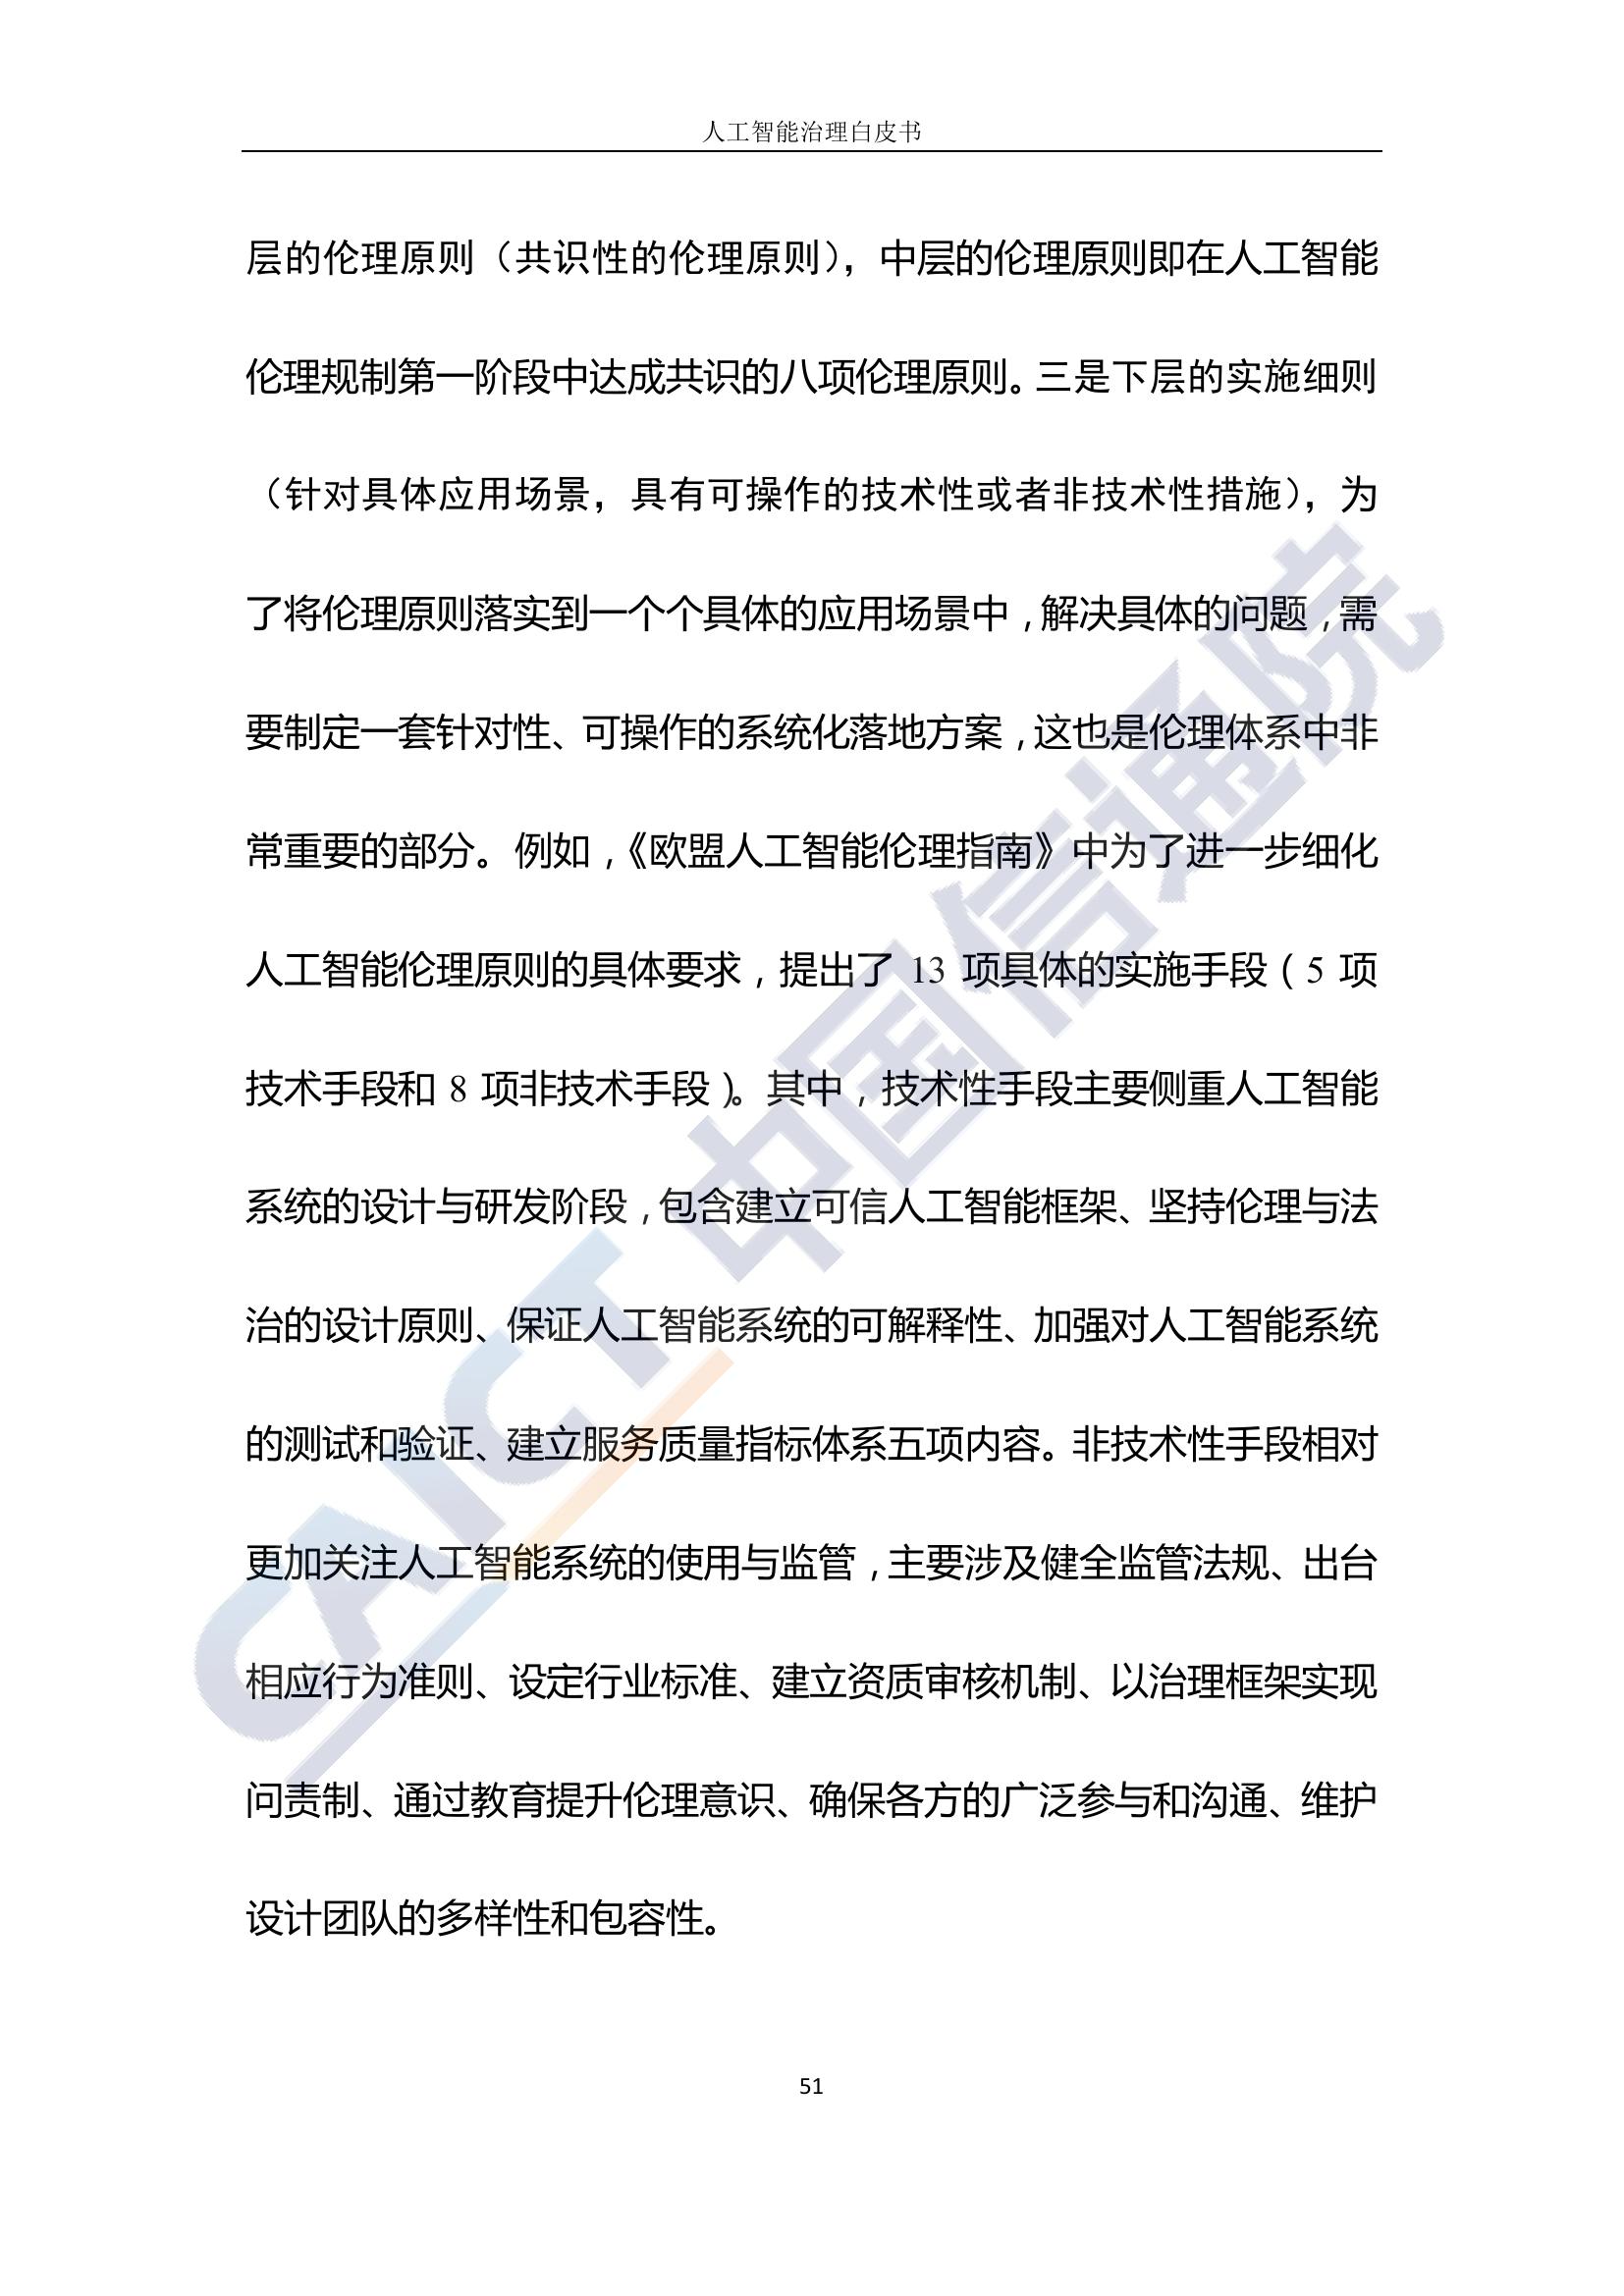 人工智能治理白皮书
层的伦理原则（共识性的伦理原则），中层的伦理原则即在人工智能
伦理规制第一阶段中达成共识的八项伦理原则。三是下层的实施细则
（针对具体应用场景，具有可操作的技术性或者非技术性措施），为
了将伦理原则落实到一个个具体的应用场景中，解决具体的问题，需
要制定一套针对性、可操作的系统化落地方案，这也是伦理体系中非
常重要的部分。例如，《欧盟人工智能伦理指南》中为了进一步细化
人工智能伦理原则的具体要求，提出了 13 项具体的实施手段（5 项
技术手段和 8 项非技术手段）。其中，技术性手段主要侧重人工智能
系统的设计与研发阶段，包含建立可信人工智能框架、坚持伦理与法
治的设计原则、保证人工智能系统的可解释性、加强对人工智能系统
的测试和验证、建立服务质量指标体系五项内容。非技术性手段相对
更加关注人工智能系统的使用与监管，主要涉及健全监管法规、出台
相应行为准则、设定行业标准、建立资质审核机制、以治理框架实现
问责制、通过教育提升伦理意识、确保各方的广泛参与和沟通、维护
设计团队的多样性和包容性。
CAICT 中国信通院
51